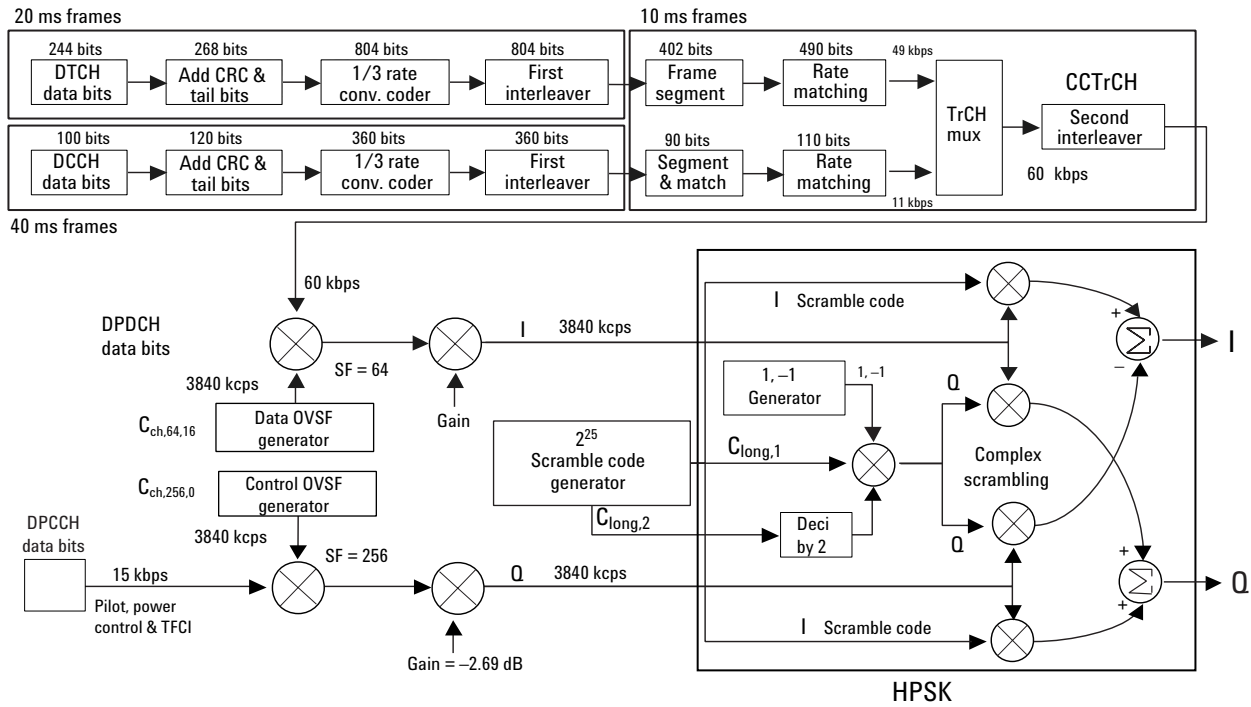 20 ms frames
10 ms frames
244 bits
268 bits
804 bits
804 bits
402 bits
490 bits
49 kbps
DTCH
data bits
Add CRC &
tail bits
1/3 rate
conv. coder
First
interleaver
Frame
segment
Rate
matching
TrCH
mux
CCTrCH
Second
interleaver
100 bits
120 bits
360 bits
360 bits
90 bits
110 bits
DCCH
data bits
Add CRC &
tail bits
1/3 rate
conv. coder
First
interleaver
Segment
& match
Rate
matching
11 kbps
60 kbps
40 ms frames
60 kbps
DPDCH
data bits
I 3840 kcps
I Scramble code
+
Σ
–
I
3840 kcps
SF = 64
Gain
Cch,64,16
Data OVSF
generator
1, –1
Generator
1, –1
Q
2²⁵
Scramble code
generator
Clong,1
Complex
scrambling
Cch,256,0
Control OVSF
generator
Clong,2
Deci
by 2
Q
DPCCH
data bits
3840 kcps
SF = 256
15 kbps
Pilot, power
control & TFCI
Q 3840 kcps
+
Σ
+
Q
I Scramble code
Gain = –2.69 dB
HPSK